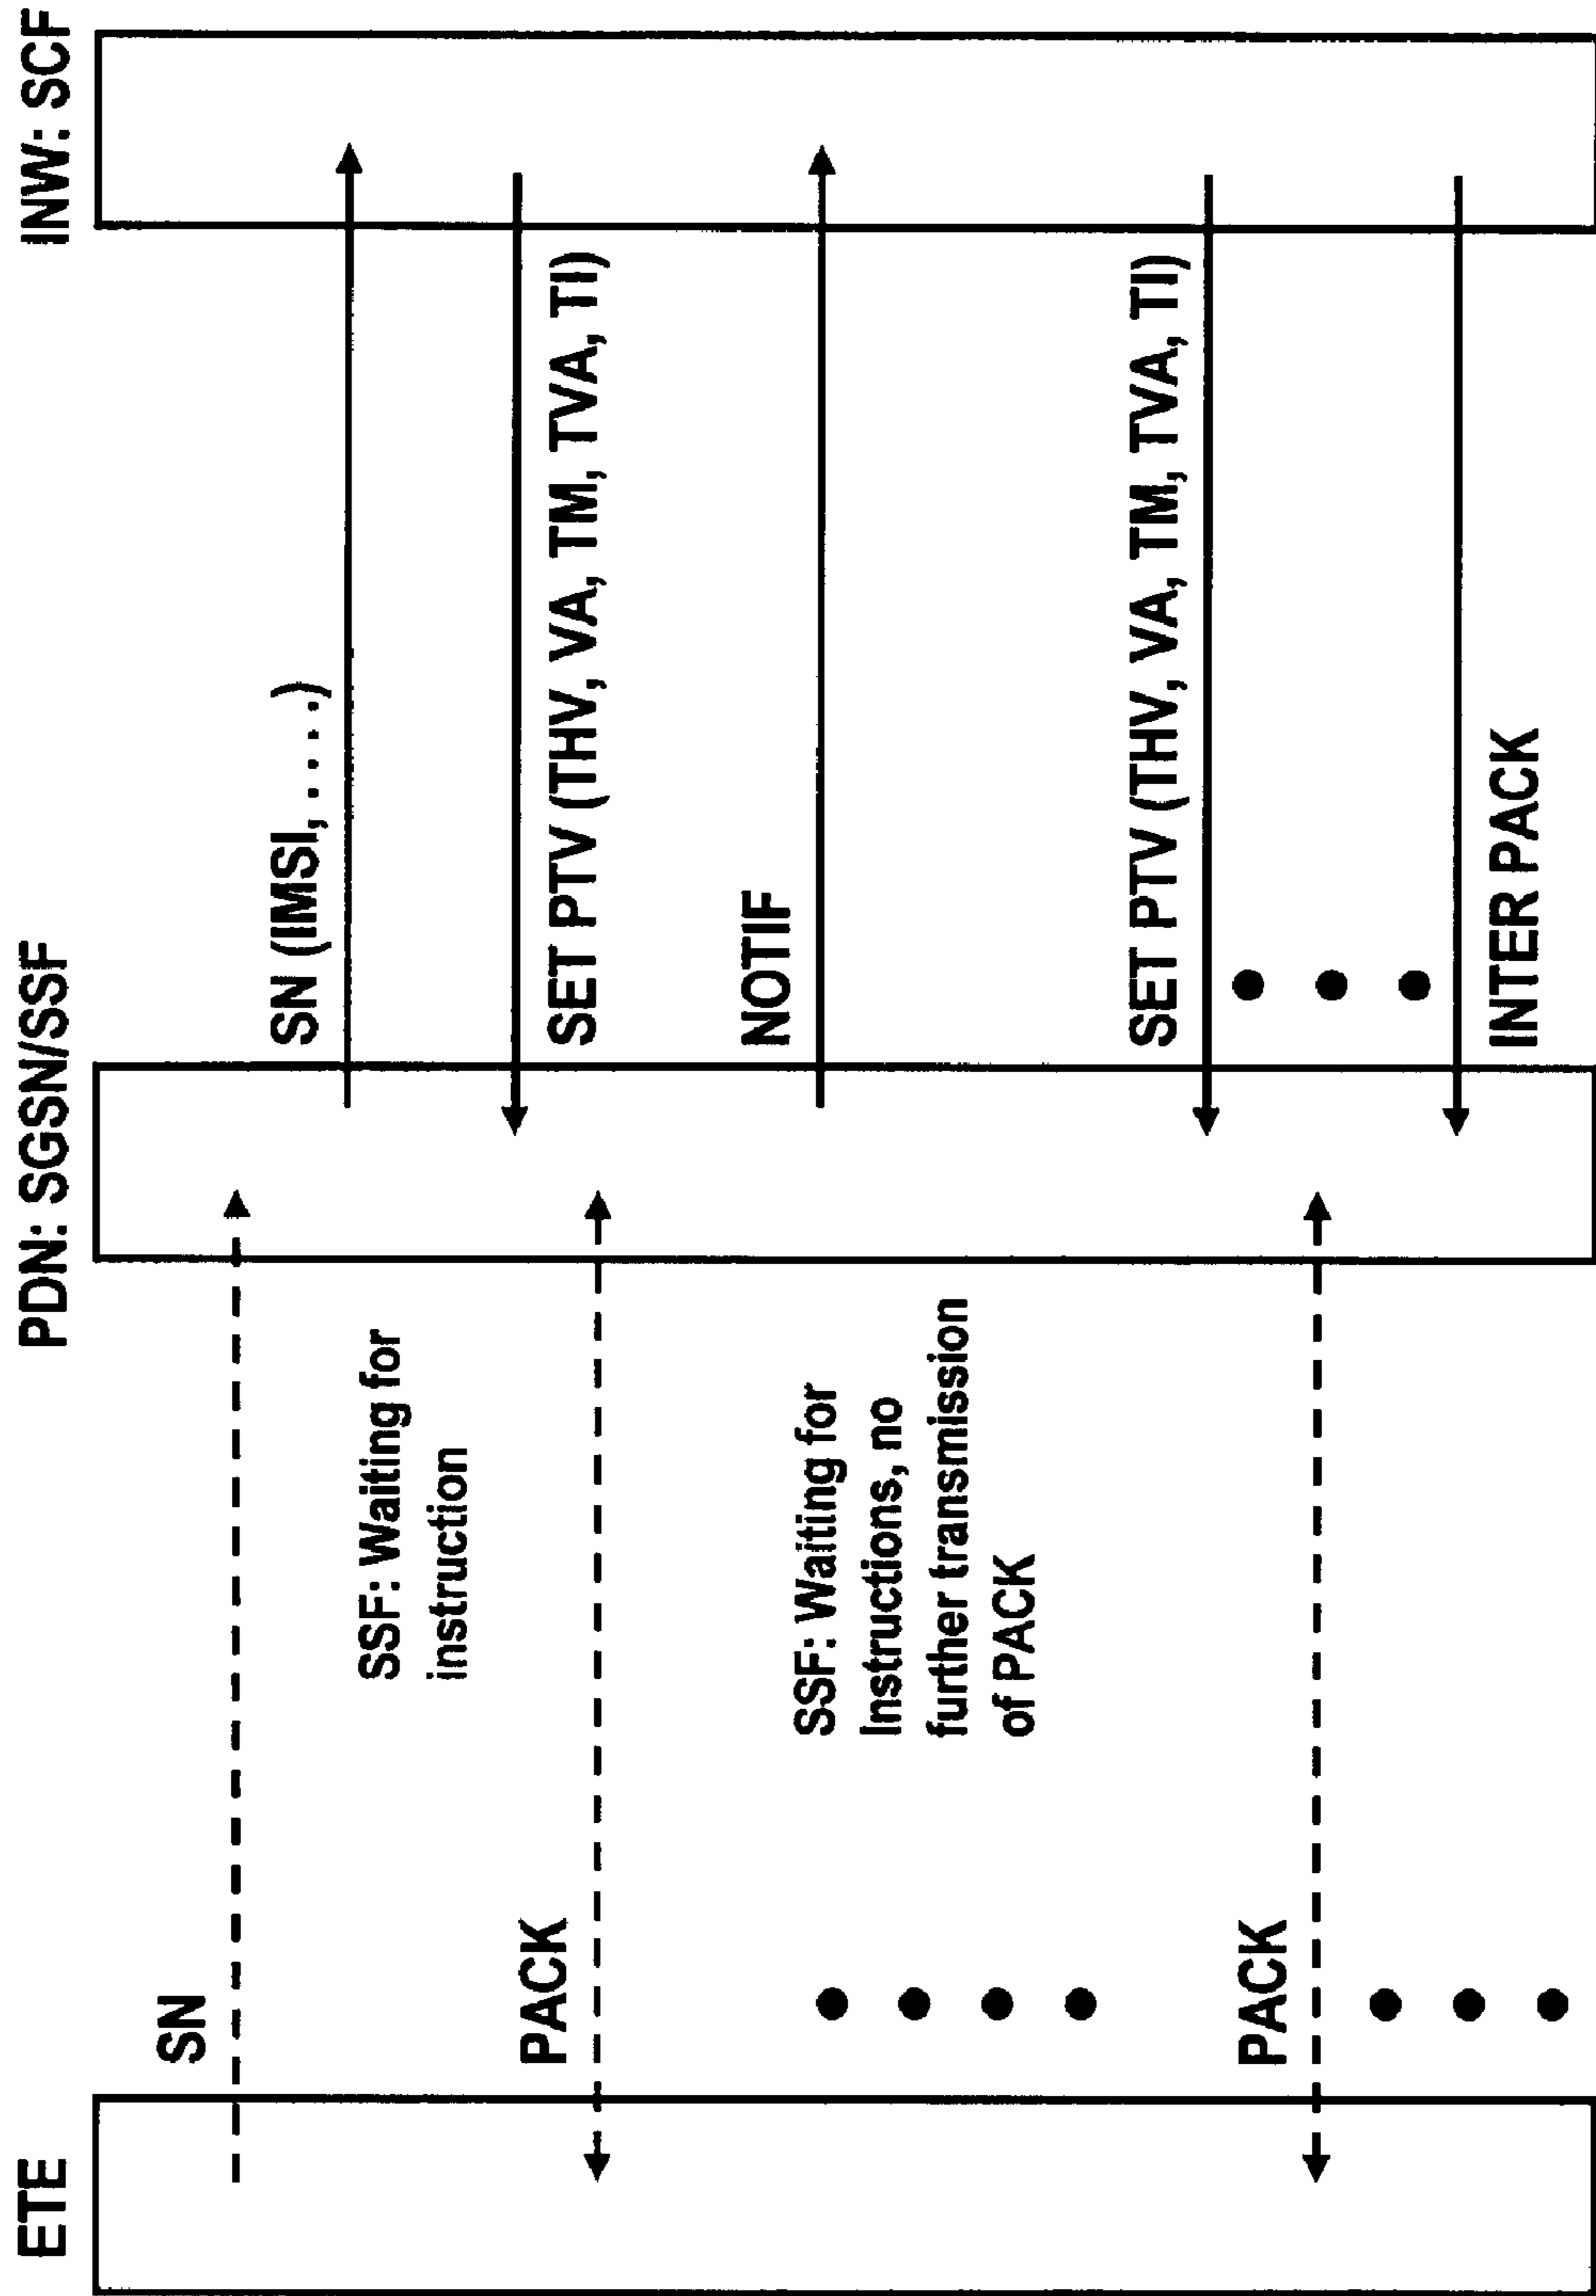 ETE
PDN: SGSN/SSF
INW: SCF
SN
SN (IMSI, . . . .)
SSF: Waiting for
instruction
SET PTV (THV, VA, TM, TVA, TI)
PACK
NOTIF
SSF: Waiting for
Instructions, no
further transmission
of PACK
SET PTV (THV, VA, TM, TVA, TI)
PACK
INTER PACK